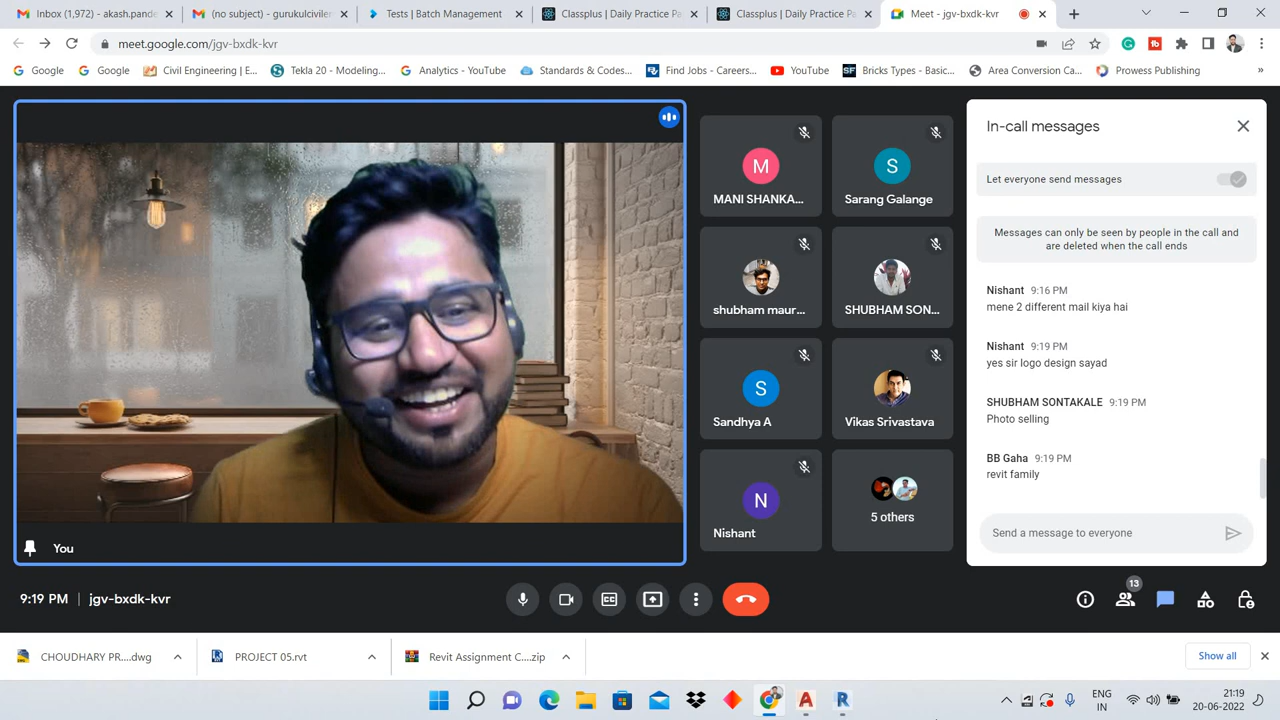 Inbox (1,972) - akash.pande
(no subject) - gurukulcivile
Tests | Batch Management
Classplus | Daily Practice Pa
Classplus | Daily Practice Pa
Meet - jgv-bxdk-kvr
meet.google.com/jgv-bxdk-kvr
Google
Google
Civil Engineering | E...
Tekla 20 - Modeling...
Analytics - YouTube
Standards & Codes...
Find Jobs - Careers...
YouTube
Bricks Types - Basic...
Area Conversion Ca...
Prowess Publishing
»
You
M
MANI SHANKA...
S
Sarang Galange
shubham maur...
SHUBHAM SON...
S
Sandhya A
Vikas Srivastava
N
Nishant
5 others
In-call messages
Let everyone send messages
Messages can only be seen by people in the call and
are deleted when the call ends
Nishant 9:16 PM
mene 2 different mail kiya hai
Nishant 9:19 PM
yes sir logo design sayad
SHUBHAM SONTAKALE 9:19 PM
Photo selling
BB Gaha 9:19 PM
revit family
Send a message to everyone
9:19 PM | jgv-bxdk-kvr
13
CHOUDHARY PR....dwg
PROJECT 05.rvt
Revit Assignment C....zip
Show all
ENG
IN
21:19
20-06-2022